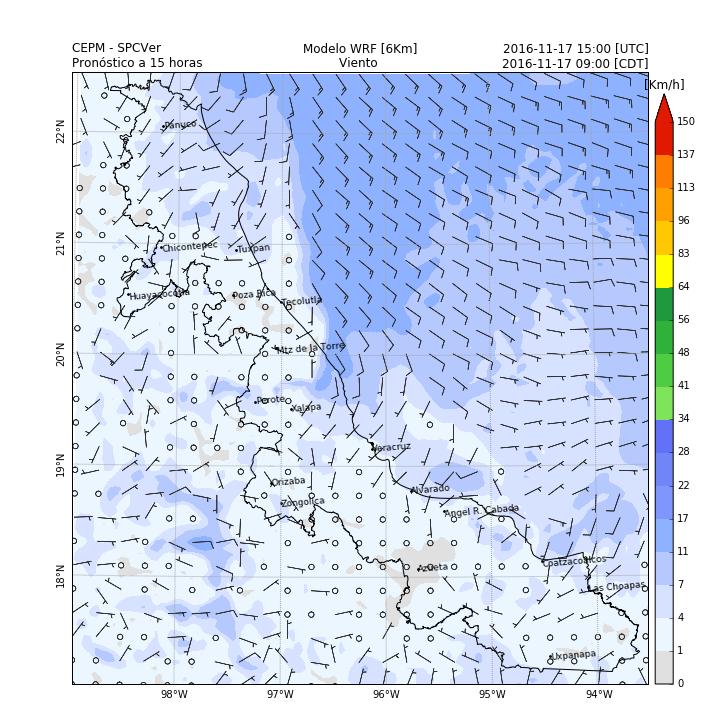 CEPM - SPCVer Modelo WRF [6Km] 2016-11-17 15:00 [UTC]
Pronóstico a 15 horas Viento 2016-11-17 09:00 [CDT]
[Km/h]
150
137
113
96
83
64
56
48
41
34
28
22
17
11
7
4
1
0
22°N
21°N
20°N
19°N
18°N
Panuco
Chicontepec
Tuxpan
Huayacocotla
Poza Rica
Tecolutla
Mtz de la Torre
Perote
Xalapa
Veracruz
Orizaba
Alvarado
Zongolica
Angel R. Cabada
Azueta
Coatzacoalcos
Las Choapas
Uxpanapa
98°W 97°W 96°W 95°W 94°W